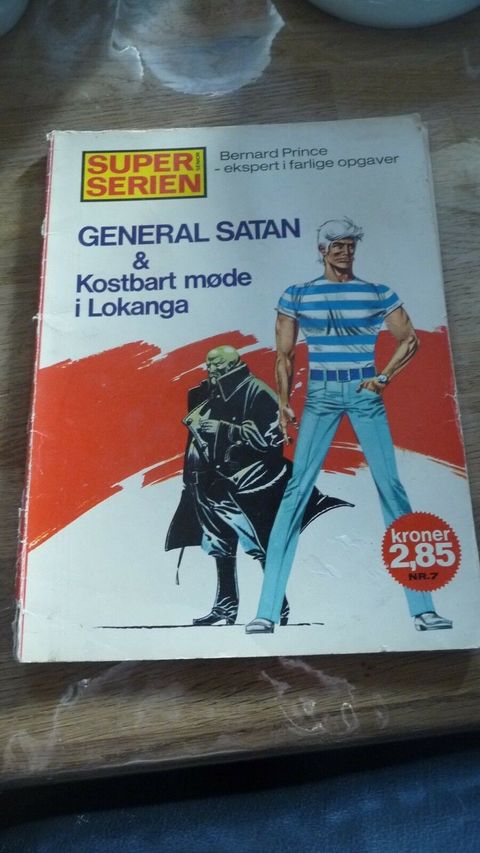 SUPER
SERIEN
Bernard Prince
- ekspert i farlige opgaver
GENERAL SATAN
&
Kostbart møde
i Lokanga
kroner
2,85
NR.7